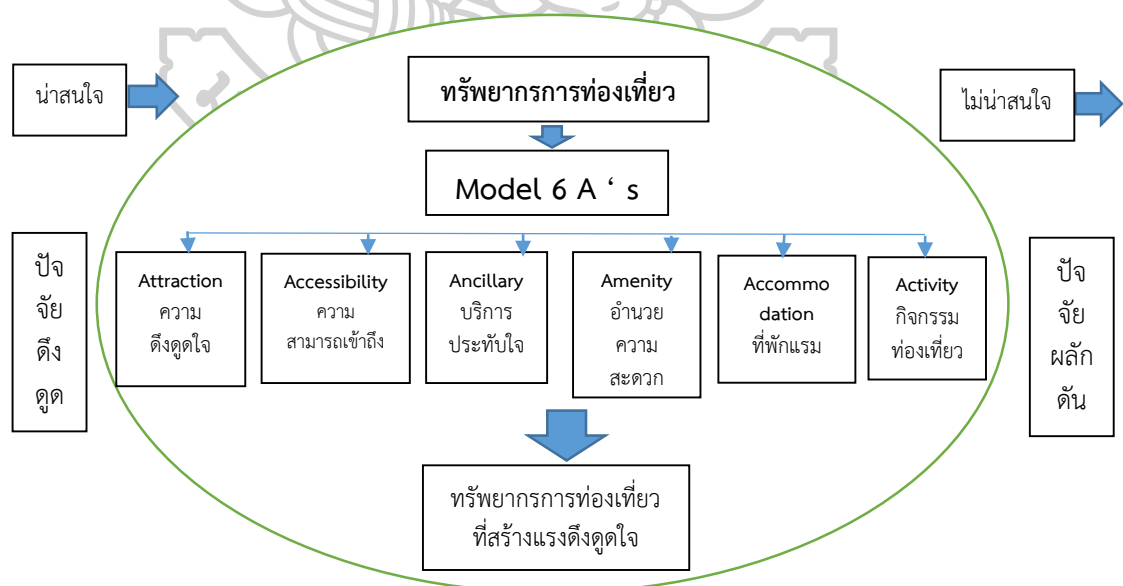 น่าสนใจ
ทรัพยากรการท่องเที่ยว
ไม่น่าสนใจ
Model 6 A ‘ s
ปัจ
จัย
ดึง
ดูด
Attraction
ความ
ดึงดูดใจ
Accessibility
ความ
สามารถเข้าถึง
Ancillary
บริการ
ประทับใจ
Amenity
อำนวย
ความ
สะดวก
Accommo
dation
ที่พักแรม
Activity
กิจกรรม
ท่องเที่ยว
ปัจ
จัย
ผลัก
ดัน
ทรัพยากรการท่องเที่ยว
ที่สร้างแรงดึงดูดใจ